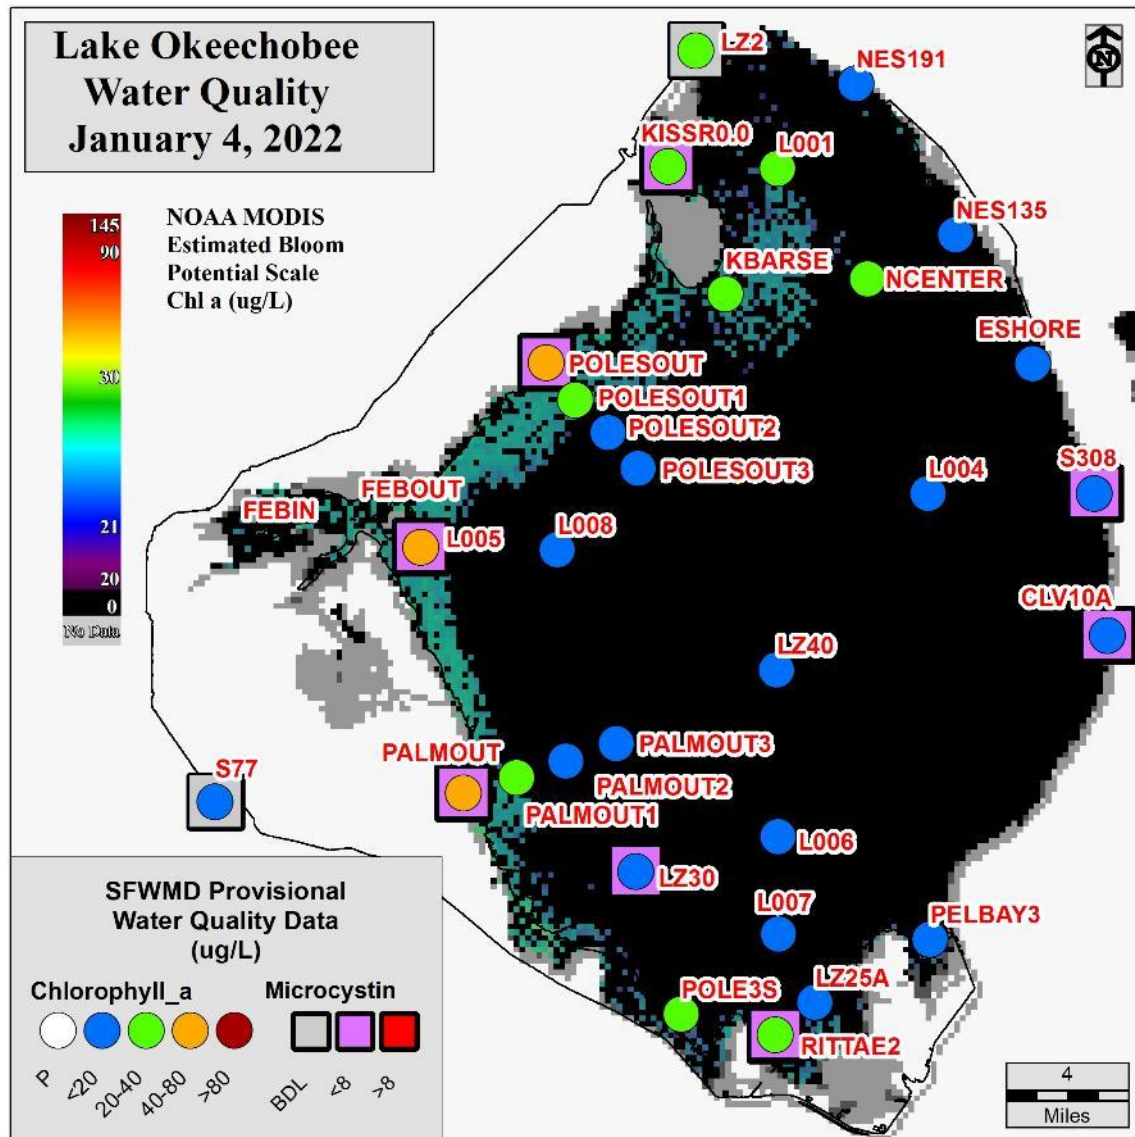 Lake Okeechobee
Water Quality
January 4, 2022
N
LZ2
NES191
KISSR0.0
L001
NOAA MODIS
Estimated Bloom
Potential Scale
Chl a (ug/L)
145
90
30
21
20
0
No Data
NES135
KBARSE
NCENTER
ESHORE
POLESOUT
POLESOUT1
POLESOUT2
POLESOUT3
L004
S308
FEBOUT
FEBIN
L005
L008
CLV10A
LZ40
PALMOUT
PALMOUT3
PALMOUT2
PALMOUT1
S77
L006
LZ30
L007
PELBAY3
LZ25A
POLE3S
RITTAE2
SFWMD Provisional
Water Quality Data
(ug/L)
Chlorophyll_a
Microcystin
P
<20
20-40
40-80
>80
BDL
<8
>8
4
Miles